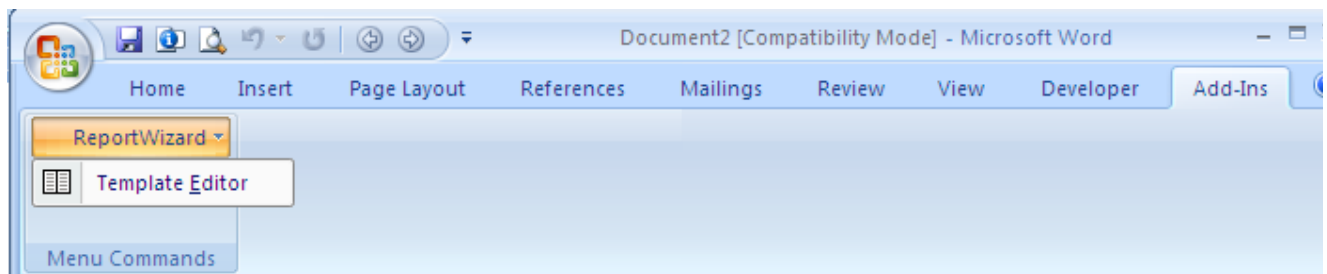 Document2 [Compatibility Mode] - Microsoft Word
Home Insert Page Layout References Mailings Review View Developer Add-Ins
ReportWizard
Template Editor
Menu Commands